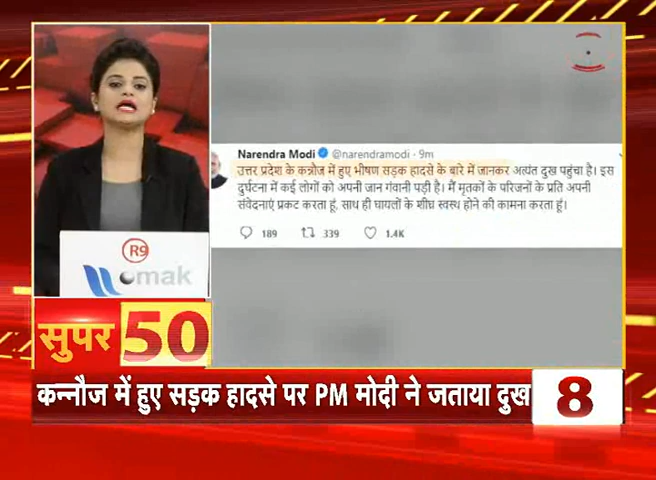 Narendra Modi @narendramodi · 9m
उत्तर प्रदेश के कन्नौज में हुए भीषण सड़क हादसे के बारे में जानकर अत्यंत दुख पहुंचा है। इस
दुर्घटना में कई लोगों को अपनी जान गंवानी पड़ी है। मैं मृतकों के परिजनों के प्रति अपनी
संवेदनाएं प्रकट करता हूं, साथ ही घायलों के शीघ्र स्वस्थ होने की कामना करता हूं।
189 339 1.4K
R9
omak
सुपर 50
कन्नौज में हुए सड़क हादसे पर PM मोदी ने जताया दुख
8